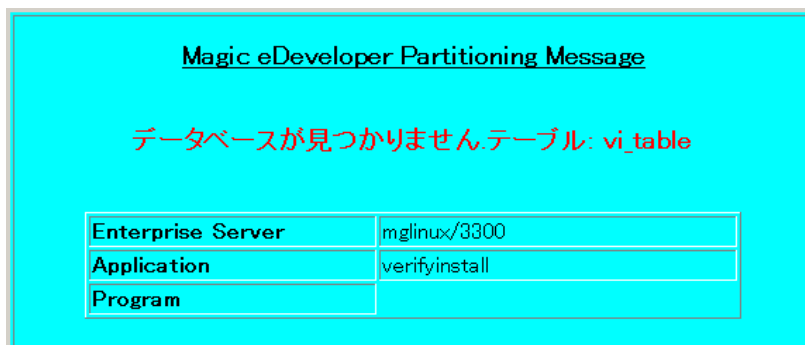 Magic eDeveloper Partitioning Message
データベースが見つかりません.テーブル: vi_table
Enterprise Server mglinux/3300
Application verifyinstall
Program